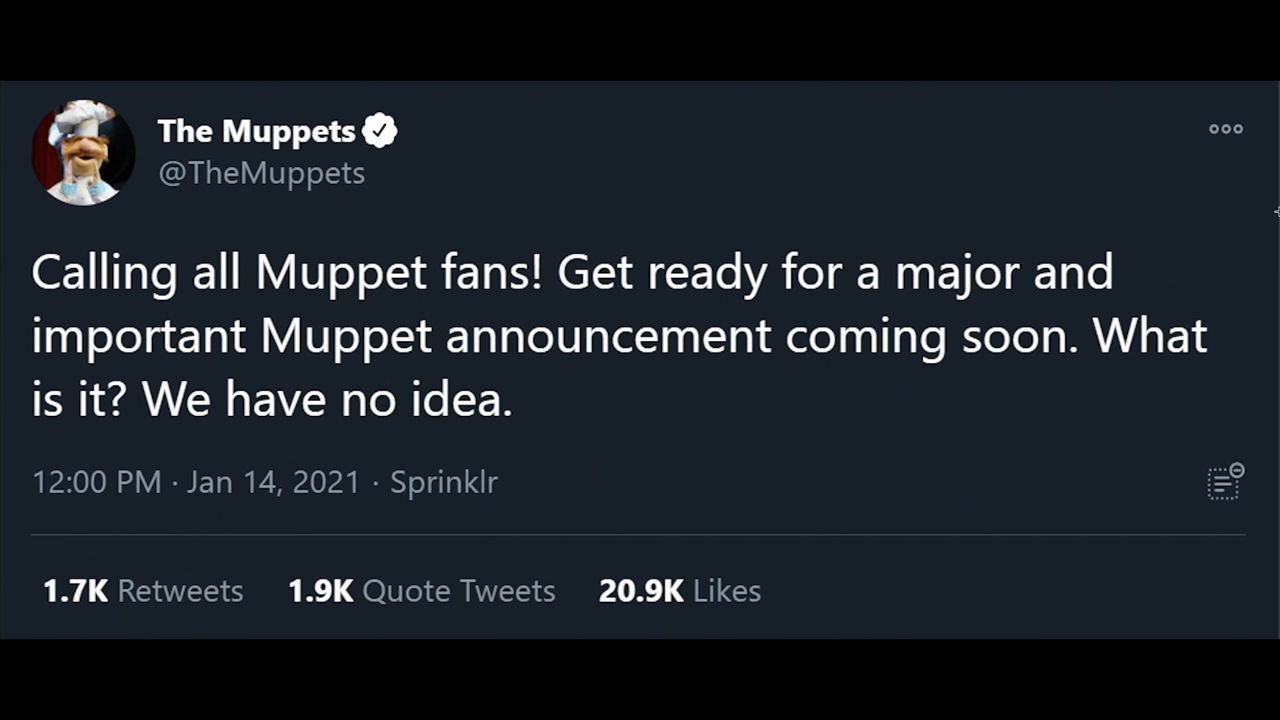 The Muppets
@TheMuppets
Calling all Muppet fans! Get ready for a major and
important Muppet announcement coming soon. What
is it? We have no idea.
12:00 PM · Jan 14, 2021 · Sprinklr
1.7K Retweets 1.9K Quote Tweets 20.9K Likes